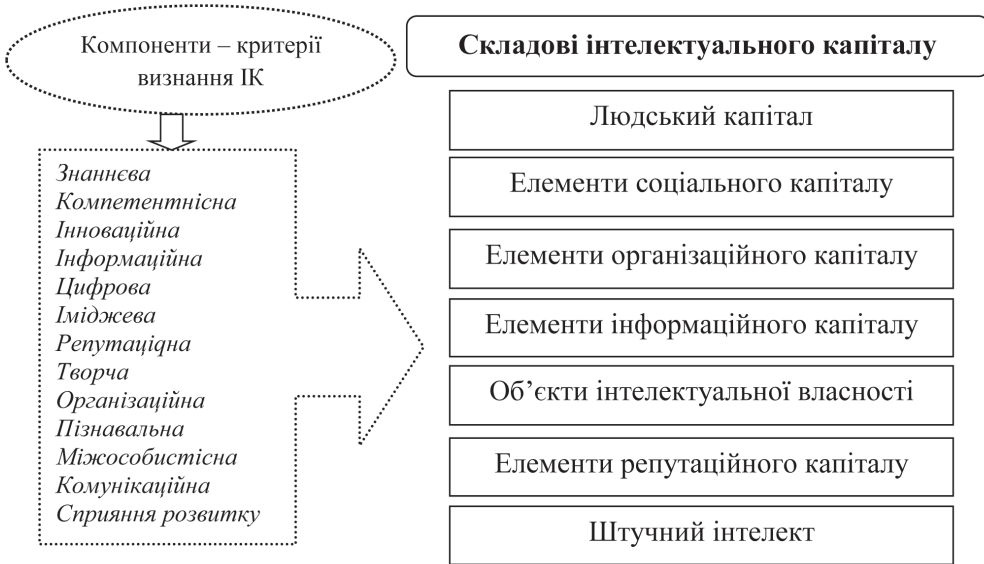 Компоненти – критерії
визнання ІК
Знаннєва
Компетентнісна
Інноваційна
Інформаційна
Цифрова
Іміджева
Репутаціqна
Творча
Організаційна
Пізнавальна
Міжособистісна
Комунікаційна
Сприяння розвитку
Складові інтелектуального капіталу
Людський капітал
Елементи соціального капіталу
Елементи організаційного капіталу
Елементи інформаційного капіталу
Об’єкти інтелектуальної власності
Елементи репутаційного капіталу
Штучний інтелект